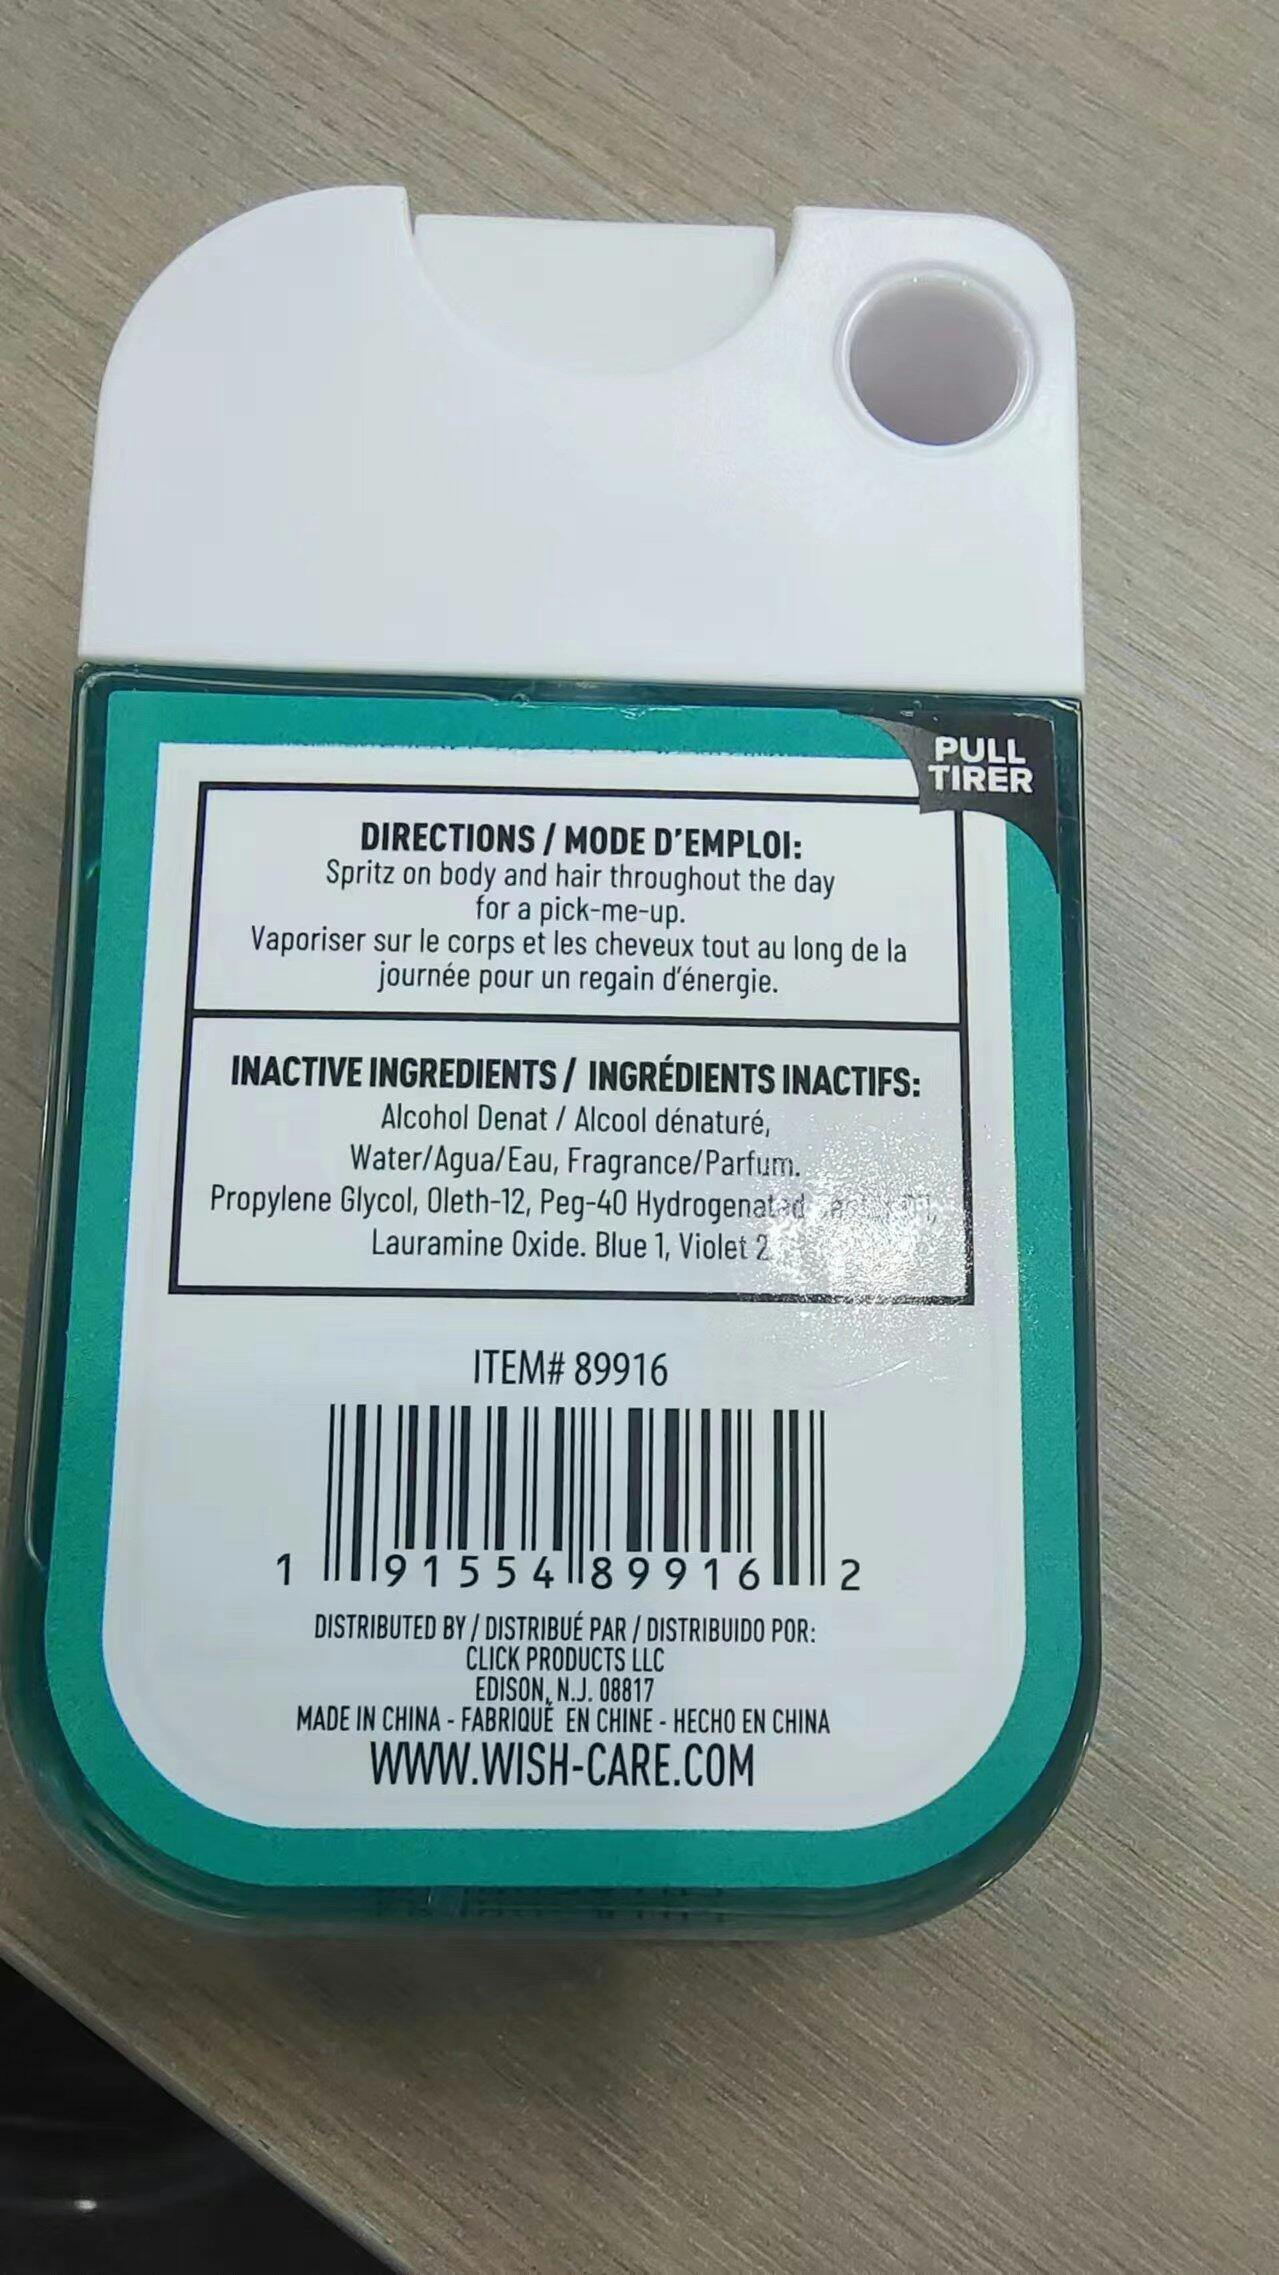 PULL
TIRER
DIRECTIONS / MODE D'EMPLOI:
Spritz on body and hair throughout the day
for a pick-me-up.
Vaporiser sur le corps et les cheveux tout au long de la
journée pour un regain d'énergie.
INACTIVE INGREDIENTS / INGRÉDIENTS INACTIFS:
Alcohol Denat / Alcool dénaturé,
Water/Agua/Eau, Fragrance/Parfum.
Propylene Glycol, Oleth-12, Peg-40 Hydrogenated
Lauramine Oxide. Blue 1, Violet 2
ITEM# 89916
1 91554 89916 2
DISTRIBUTED BY / DISTRIBUÉ PAR / DISTRIBUIDO POR:
CLICK PRODUCTS LLC
EDISON, N.J. 08817
MADE IN CHINA - FABRIQUÉ EN CHINE - HECHO EN CHINA
WWW.WISH-CARE.COM